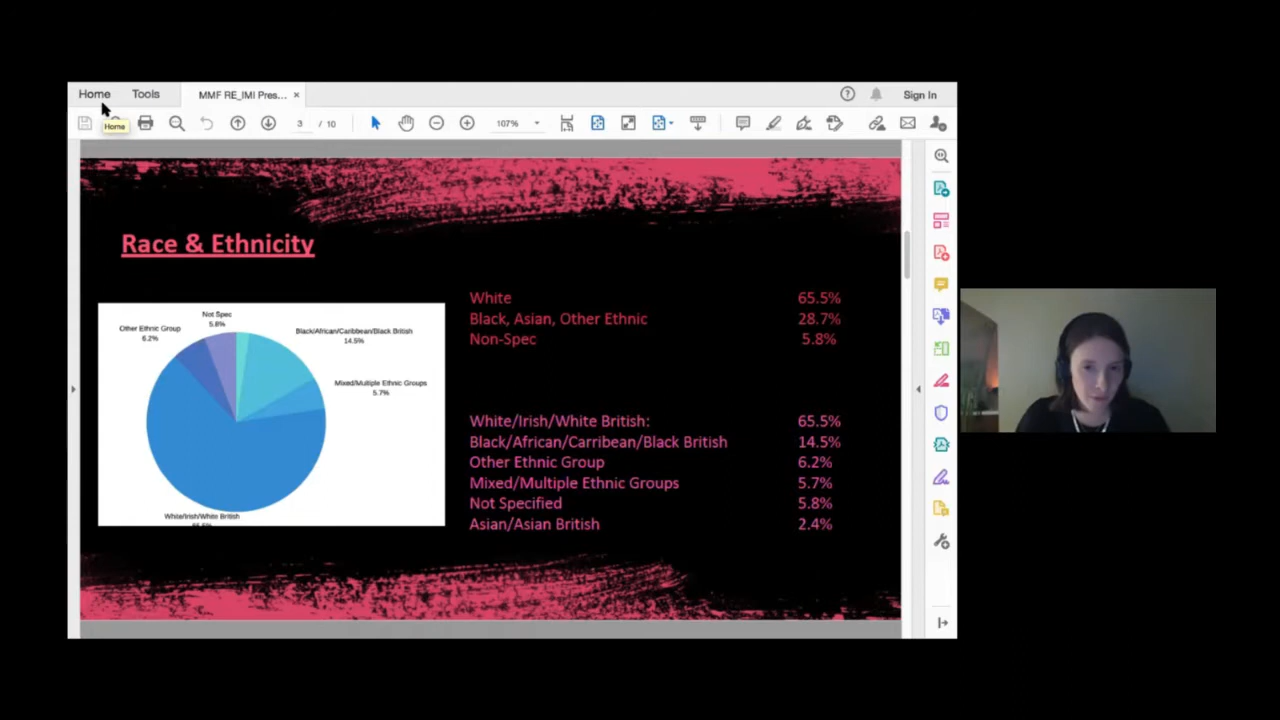 Home
Tools
MMF RE_IMI Pres...
×
Sign In
Home
3 / 10
107%
Race & Ethnicity
Not Spec
5.8%
Other Ethnic Group
6.2%
Black/African/Caribbean/Black British
14.5%
Mixed/Multiple Ethnic Groups
5.7%
White/Irish/White British
White 65.5%
Black, Asian, Other Ethnic 28.7%
Non-Spec 5.8%
White/Irish/White British: 65.5%
Black/African/Carribean/Black British 14.5%
Other Ethnic Group 6.2%
Mixed/Multiple Ethnic Groups 5.7%
Not Specified 5.8%
Asian/Asian British 2.4%